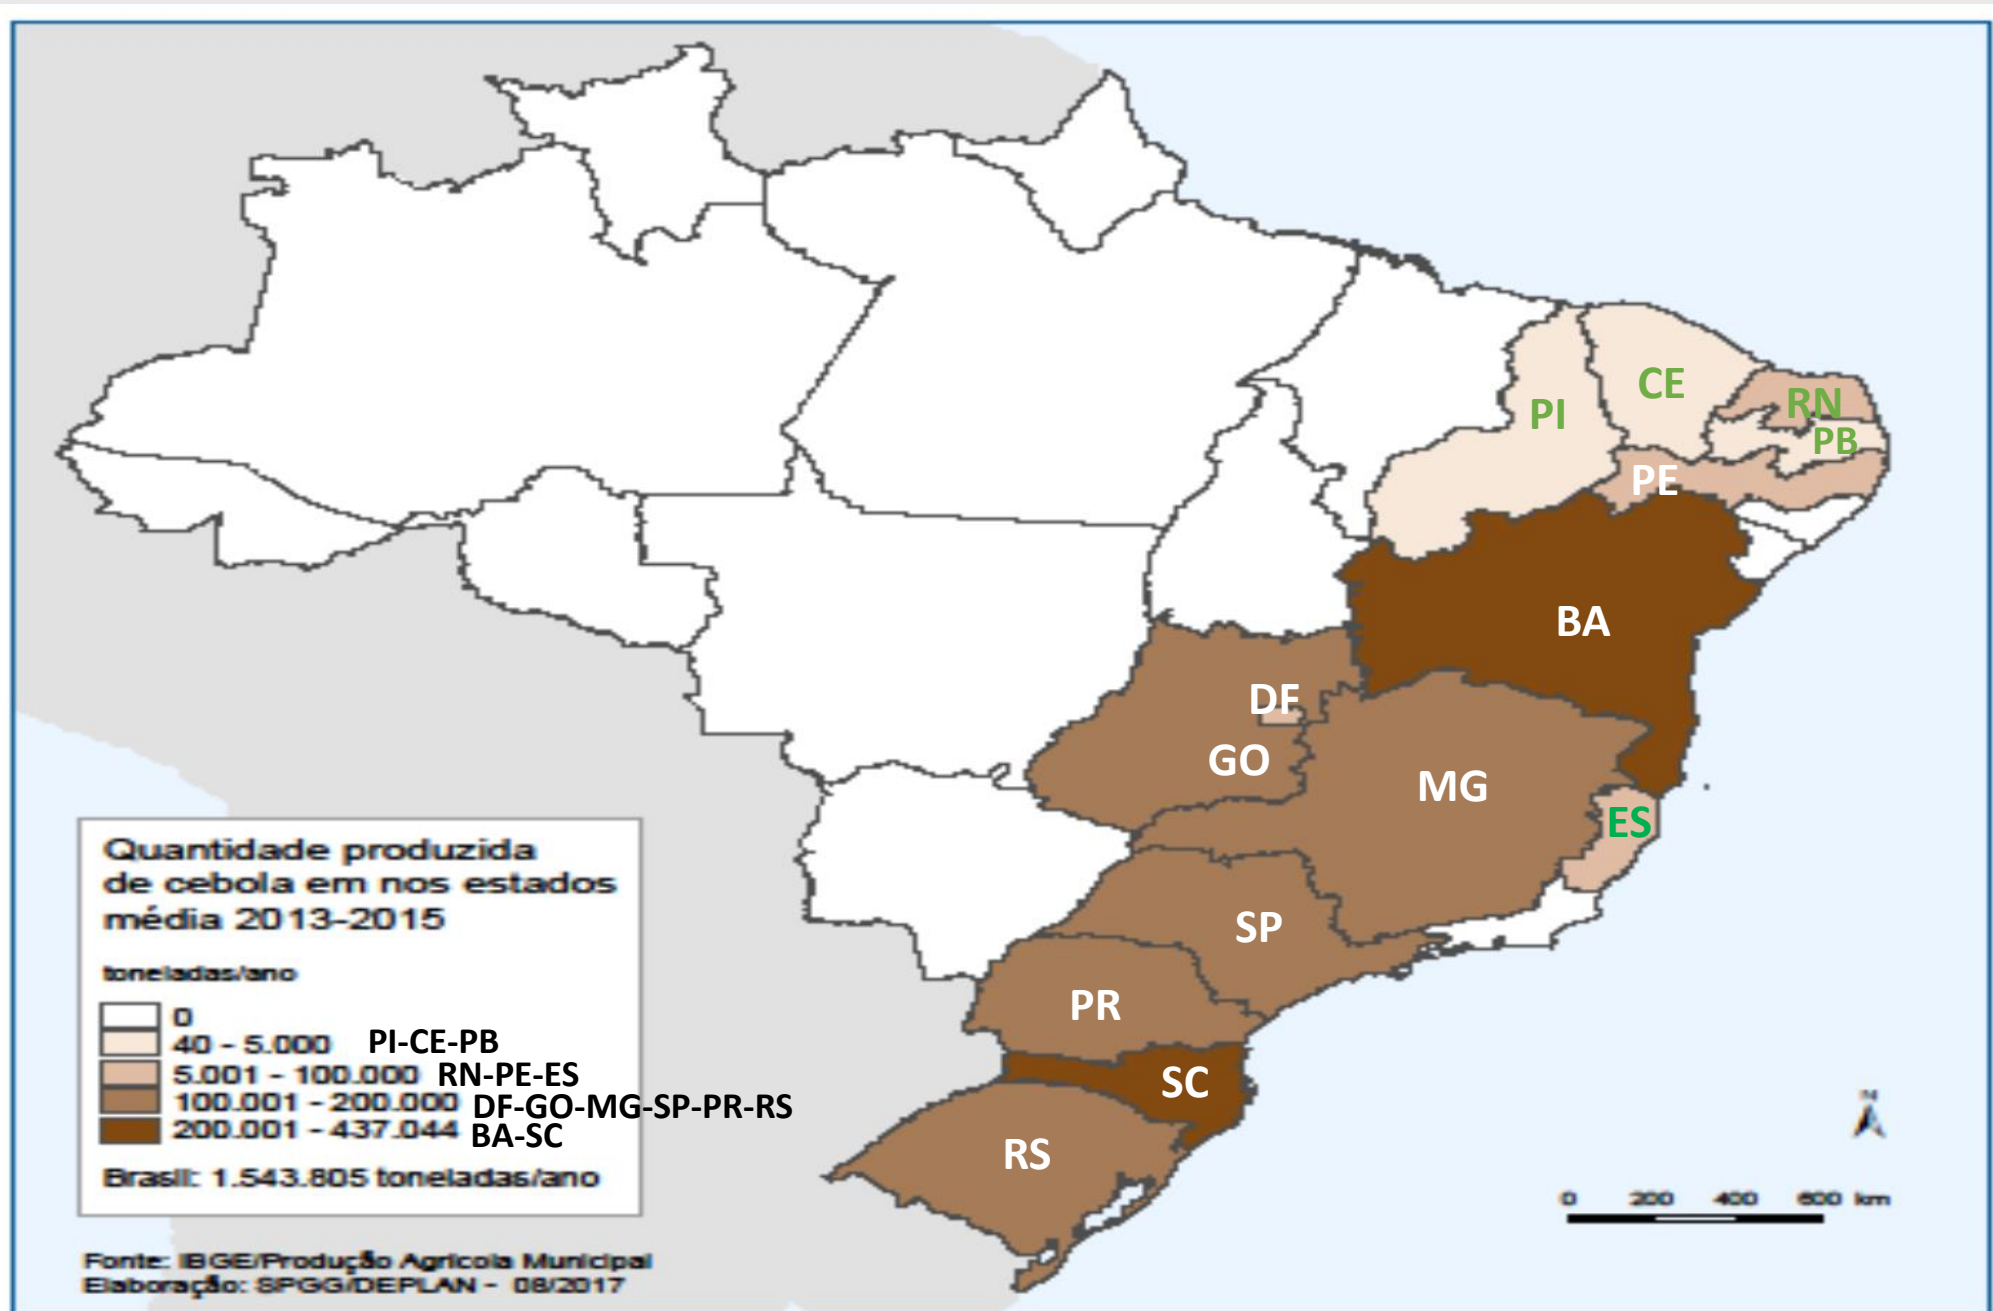 CE
PI
RN
PB
PE
BA
DF
GO
MG
ES
SP
PR
SC
RS
Quantidade produzida
de cebola em nos estados
média 2013-2015
toneladas/ano
0
40 - 5.000 PI-CE-PB
5.001 - 100.000 RN-PE-ES
100.001 - 200.000 DF-GO-MG-SP-PR-RS
200.001 - 437.044 BA-SC
Brasil: 1.543.805 toneladas/ano
N
0 200 400 600 km
Fonte: IBGE/Produção Agrícola Municipal
Elaboração: SPGG/DEPLAN - 08/2017